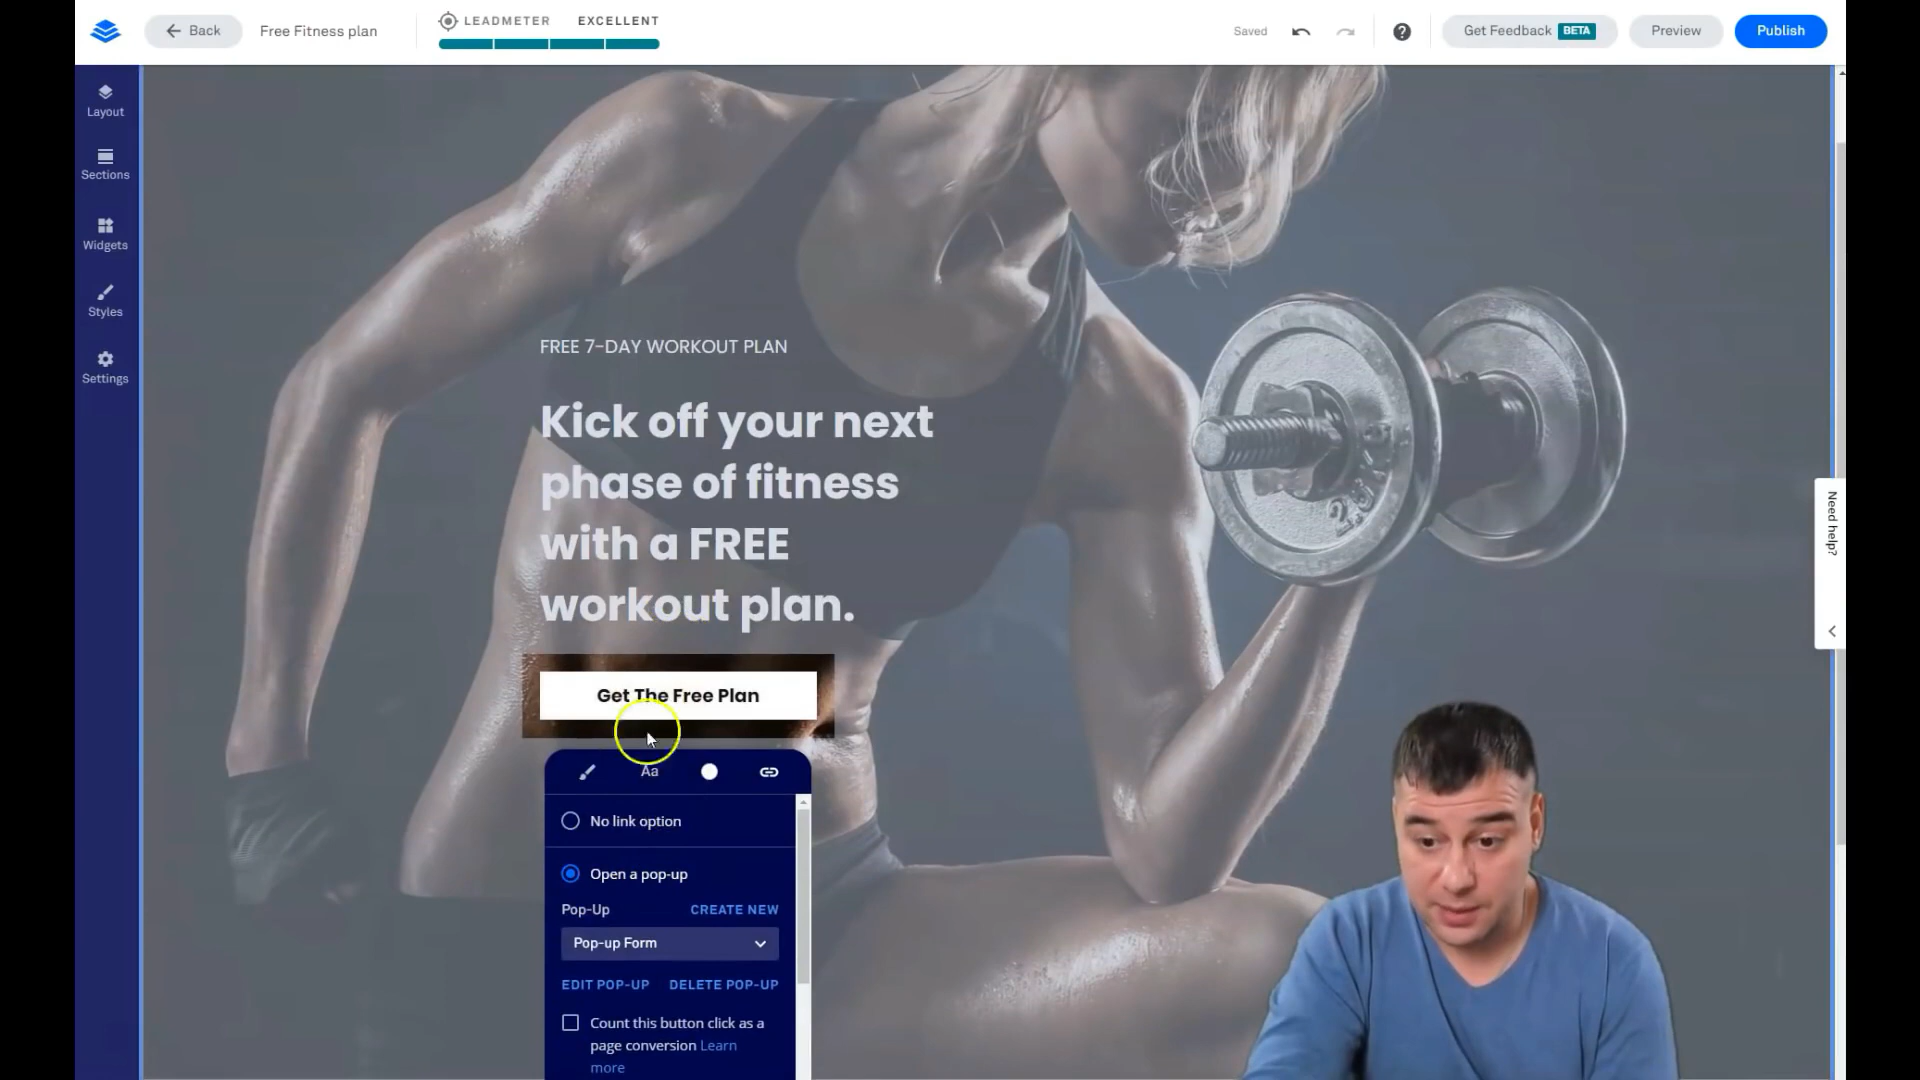 Back
Free Fitness plan
LEADMETER EXCELLENT
Saved
Get Feedback BETA
Preview
Publish
Layout
Sections
Widgets
Styles
Settings
FREE 7-DAY WORKOUT PLAN
Kick off your next
phase of fitness
with a FREE
workout plan.
Get The Free Plan
Aa
No link option
Open a pop-up
Pop-Up CREATE NEW
Pop-up Form
EDIT POP-UP DELETE POP-UP
Count this button click as a
page conversion Learn
more
Need help?
2.5